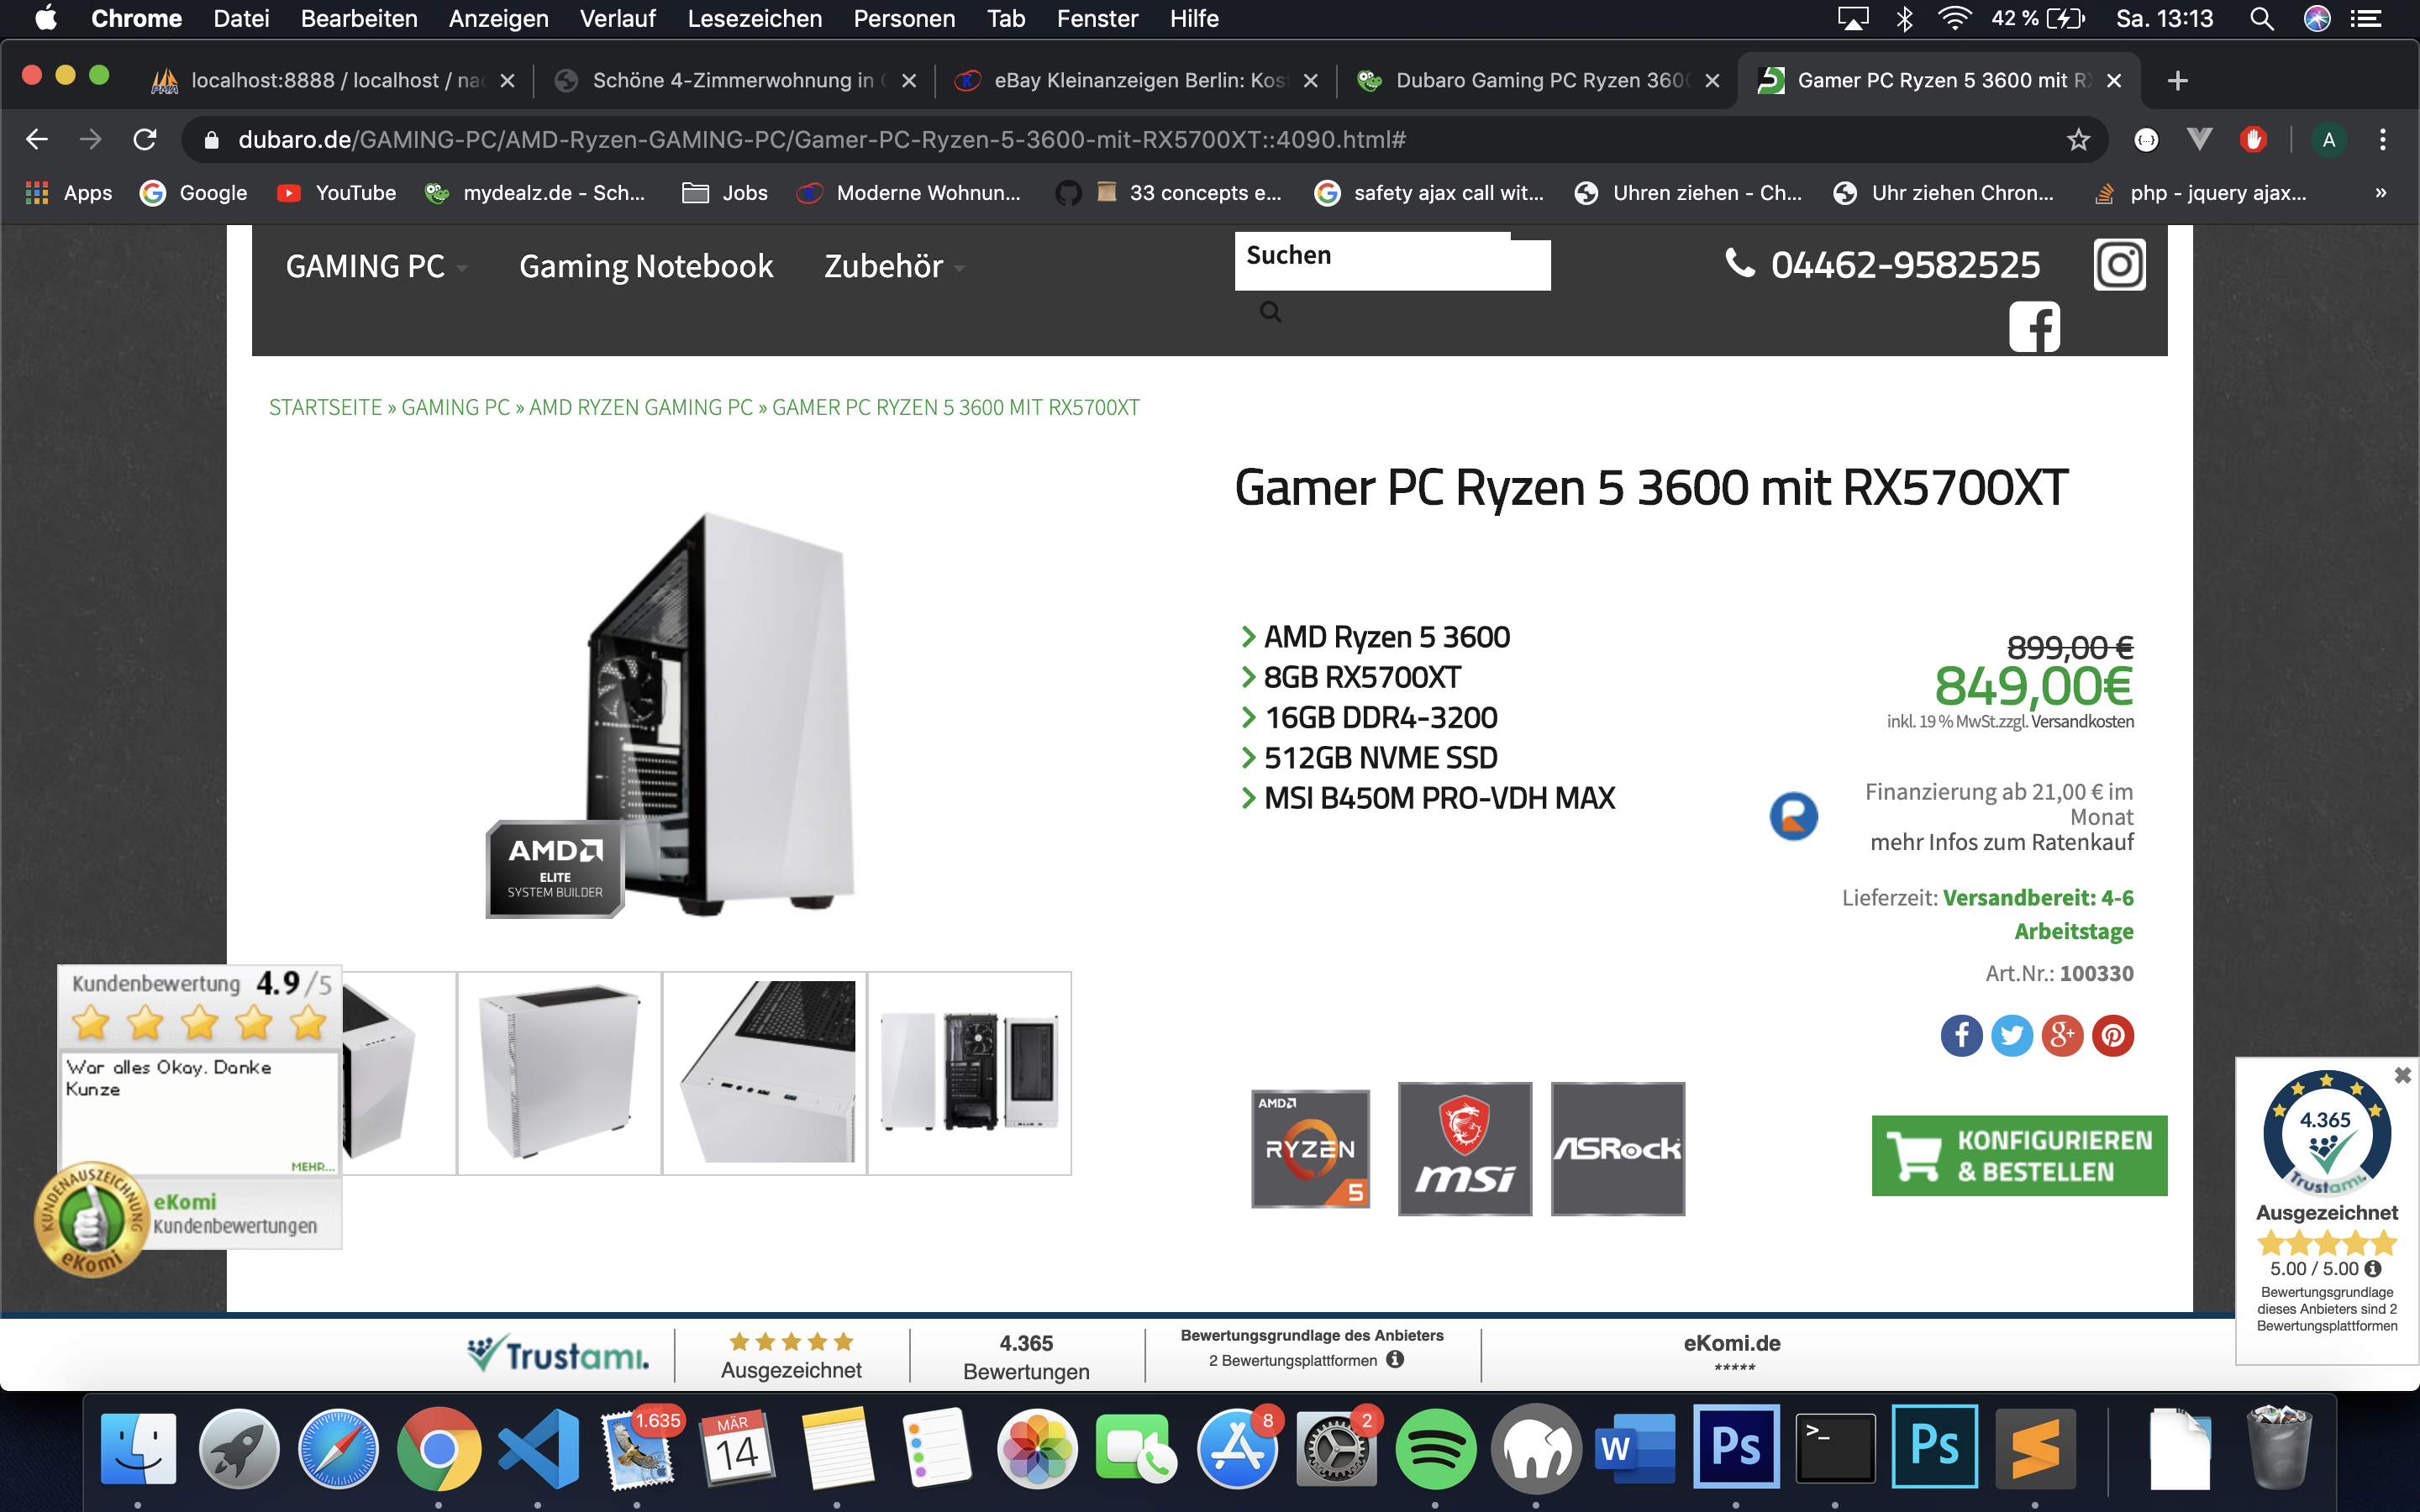 Chrome Datei Bearbeiten Anzeigen Verlauf Lesezeichen Personen Tab Fenster Hilfe 42 % Sa. 13:13
localhost:8888 / localhost / na
Schöne 4-Zimmerwohnung in
eBay Kleinanzeigen Berlin: Kos
Dubaro Gaming PC Ryzen 360
Gamer PC Ryzen 5 3600 mit R
dubaro.de/GAMING-PC/AMD-Ryzen-GAMING-PC/Gamer-PC-Ryzen-5-3600-mit-RX5700XT::4090.html#
A
Apps Google YouTube mydealz.de - Sch... Jobs Moderne Wohnun... 33 concepts e... safety ajax call wit... Uhren ziehen - Ch... Uhr ziehen Chron... php - jquery ajax... »
GAMING PC Gaming Notebook Zubehör
Suchen
04462-9582525
STARTSEITE » GAMING PC » AMD RYZEN GAMING PC » GAMER PC RYZEN 5 3600 MIT RX5700XT
Gamer PC Ryzen 5 3600 mit RX5700XT
AMD Ryzen 5 3600
8GB RX5700XT
16GB DDR4-3200
512GB NVME SSD
MSI B450M PRO-VDH MAX
899,00 €
849,00€
inkl. 19 % MwSt.zzgl. Versandkosten
Finanzierung ab 21,00 € im
Monat
mehr Infos zum Ratenkauf
Lieferzeit: Versandbereit: 4-6
Arbeitstage
Art.Nr.: 100330
AMD
ELITE
SYSTEM BUILDER
Kundenbewertung 4.9/5
War alles Okay. Danke
Kunze
MEHR...
KUNDENAUSZEICHNUNG
eKomi
eKomi
Kundenbewertungen
AMD
RYZEN
5
msi
ASRock
KONFIGURIEREN
& BESTELLEN
4.365
Trustami.
Ausgezeichnet
5.00 / 5.00
Bewertungsgrundlage
dieses Anbieters sind 2
Bewertungsplattformen
Trustami.
Ausgezeichnet
4.365
Bewertungen
Bewertungsgrundlage des Anbieters
2 Bewertungsplattformen
eKomi.de
*****
1.635
MÄR
14
8
2
W
Ps
>_
Ps